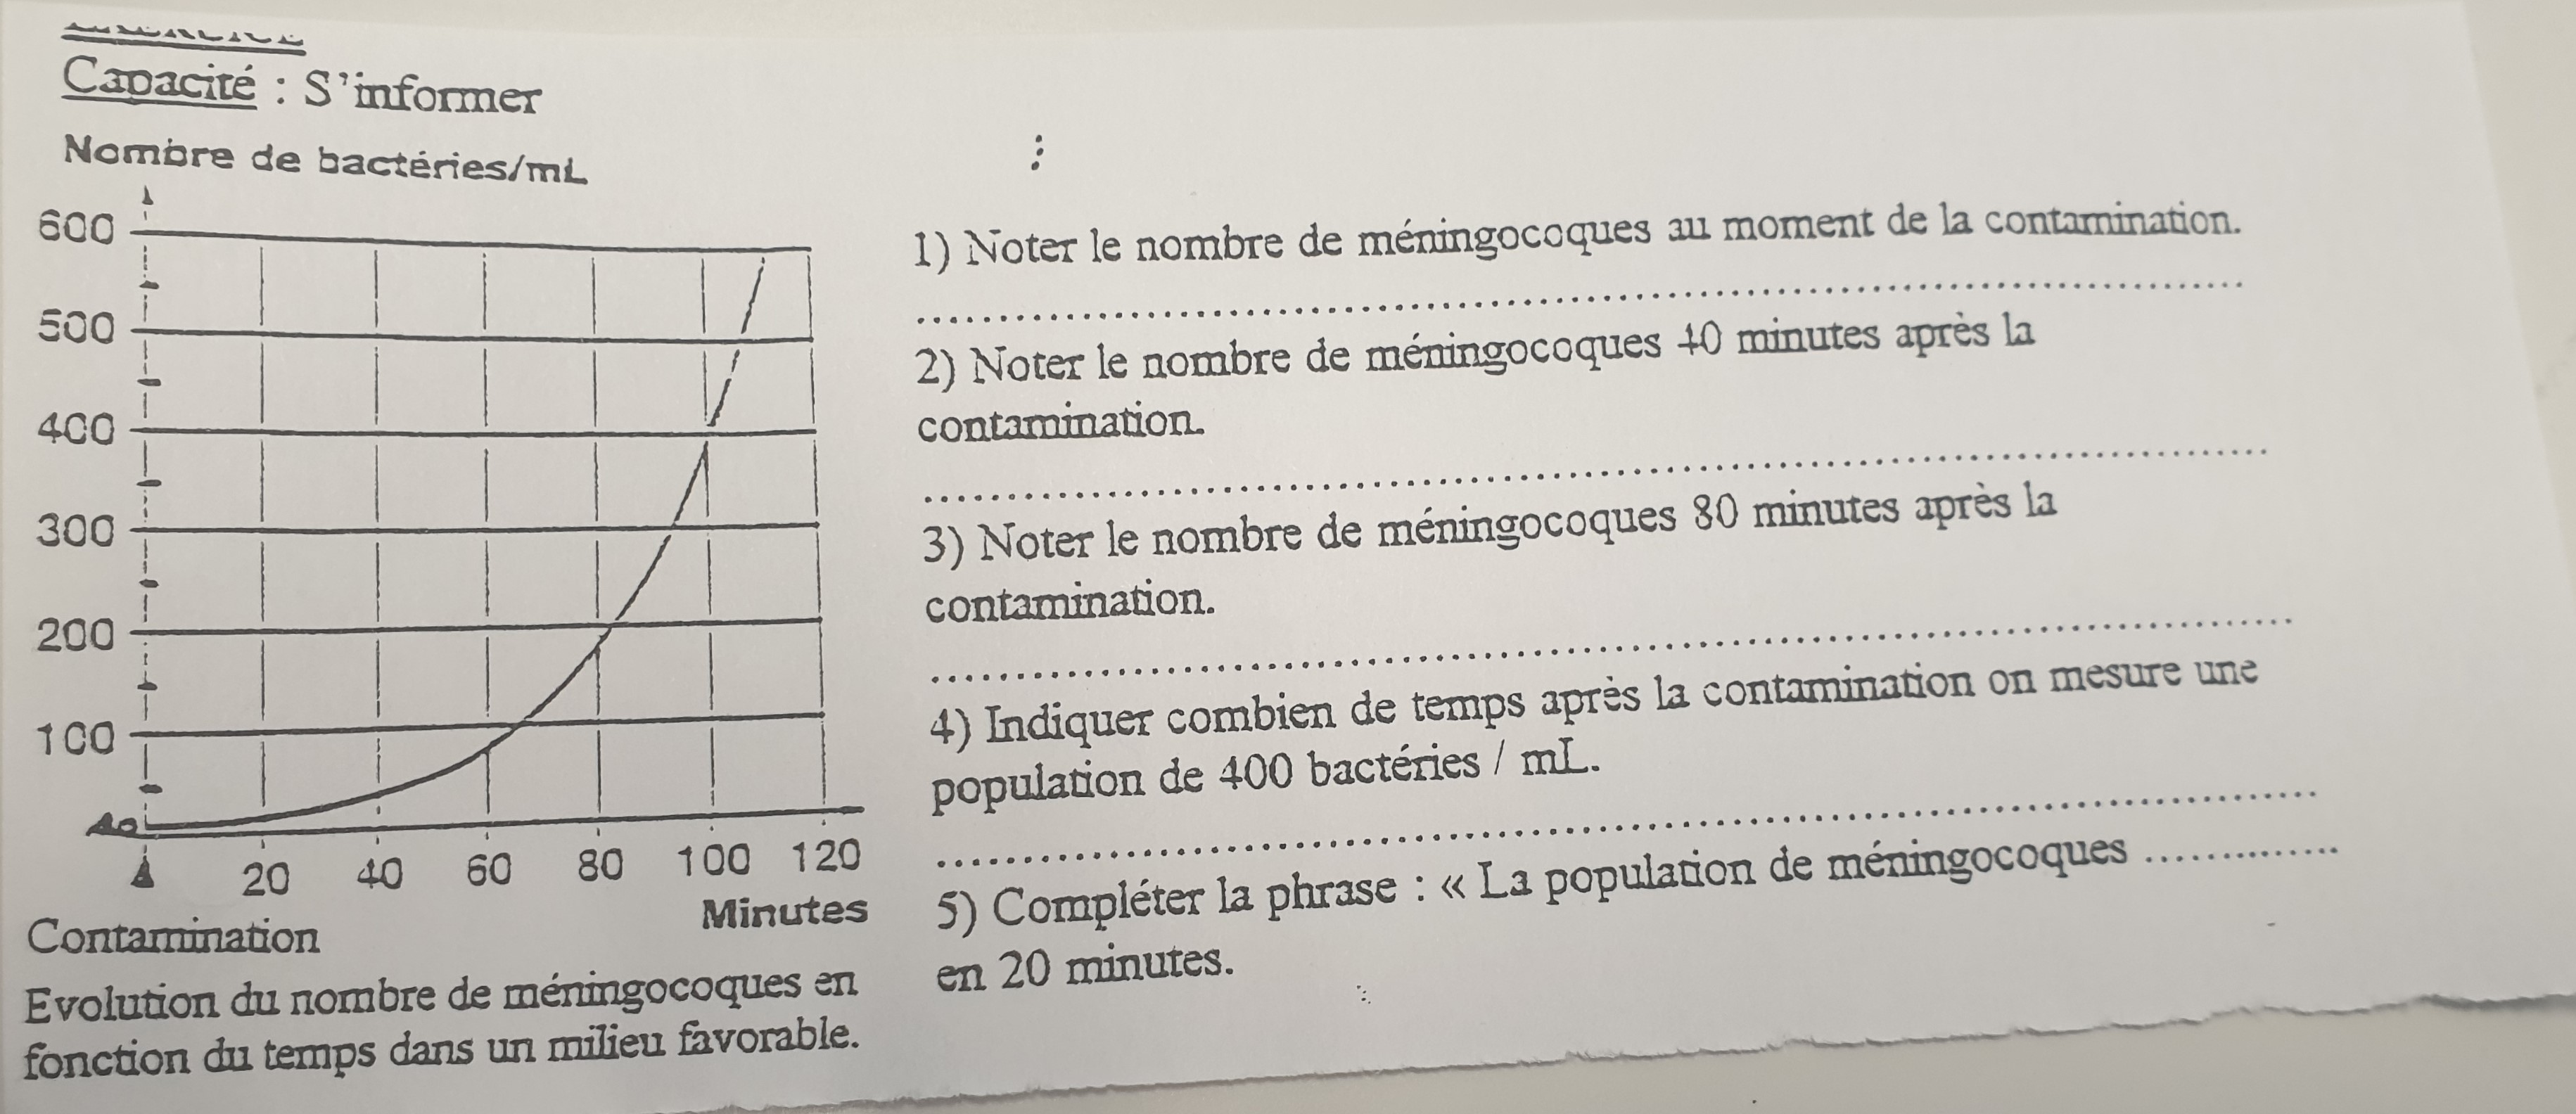 Capacité : S'informer
Nombre de bactéries/mL
600
500
400
300
200
100
20 40 60 80 100 120
Minutes
Contamination
Evolution du nombre de méningocoques en
fonction du temps dans un milieu favorable.
:
1) Noter le nombre de méningocoques au moment de la contamination.
2) Noter le nombre de méningocoques 40 minutes après la
contamination.
3) Noter le nombre de méningocoques 80 minutes après la
contamination.
4) Indiquer combien de temps après la contamination on mesure une
population de 400 bactéries / mL.
5) Compléter la phrase : « La population de méningocoques ..............
en 20 minutes.